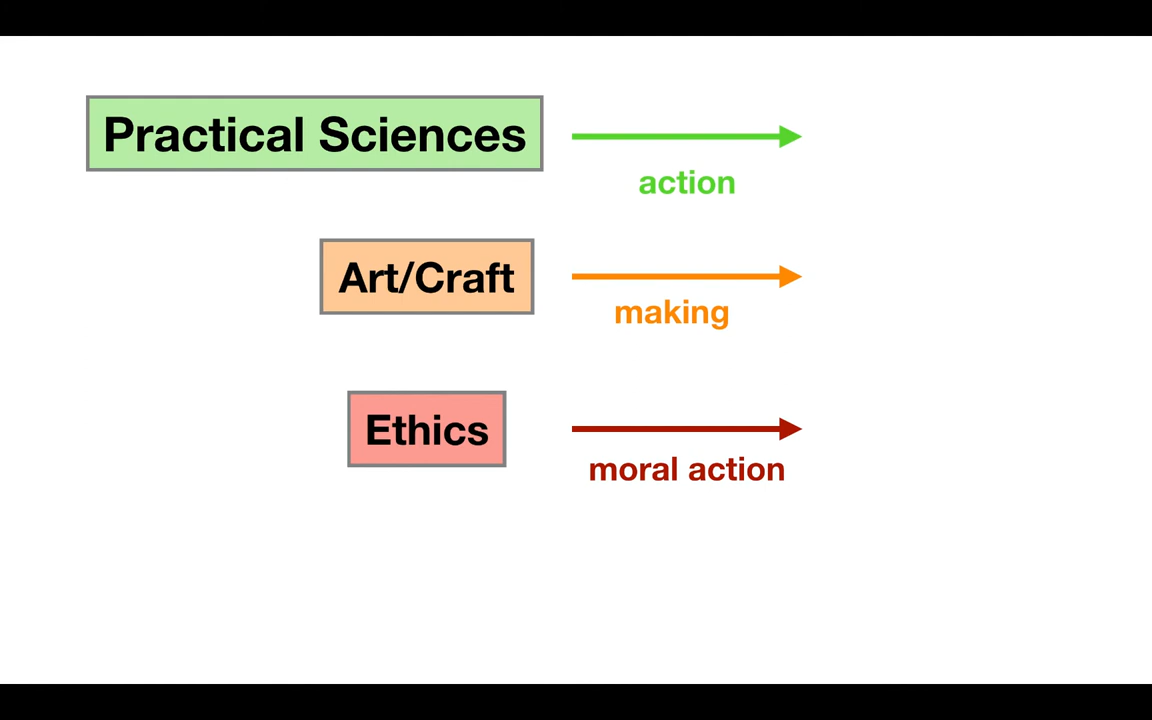 Practical Sciences
action
Art/Craft
making
Ethics
moral action